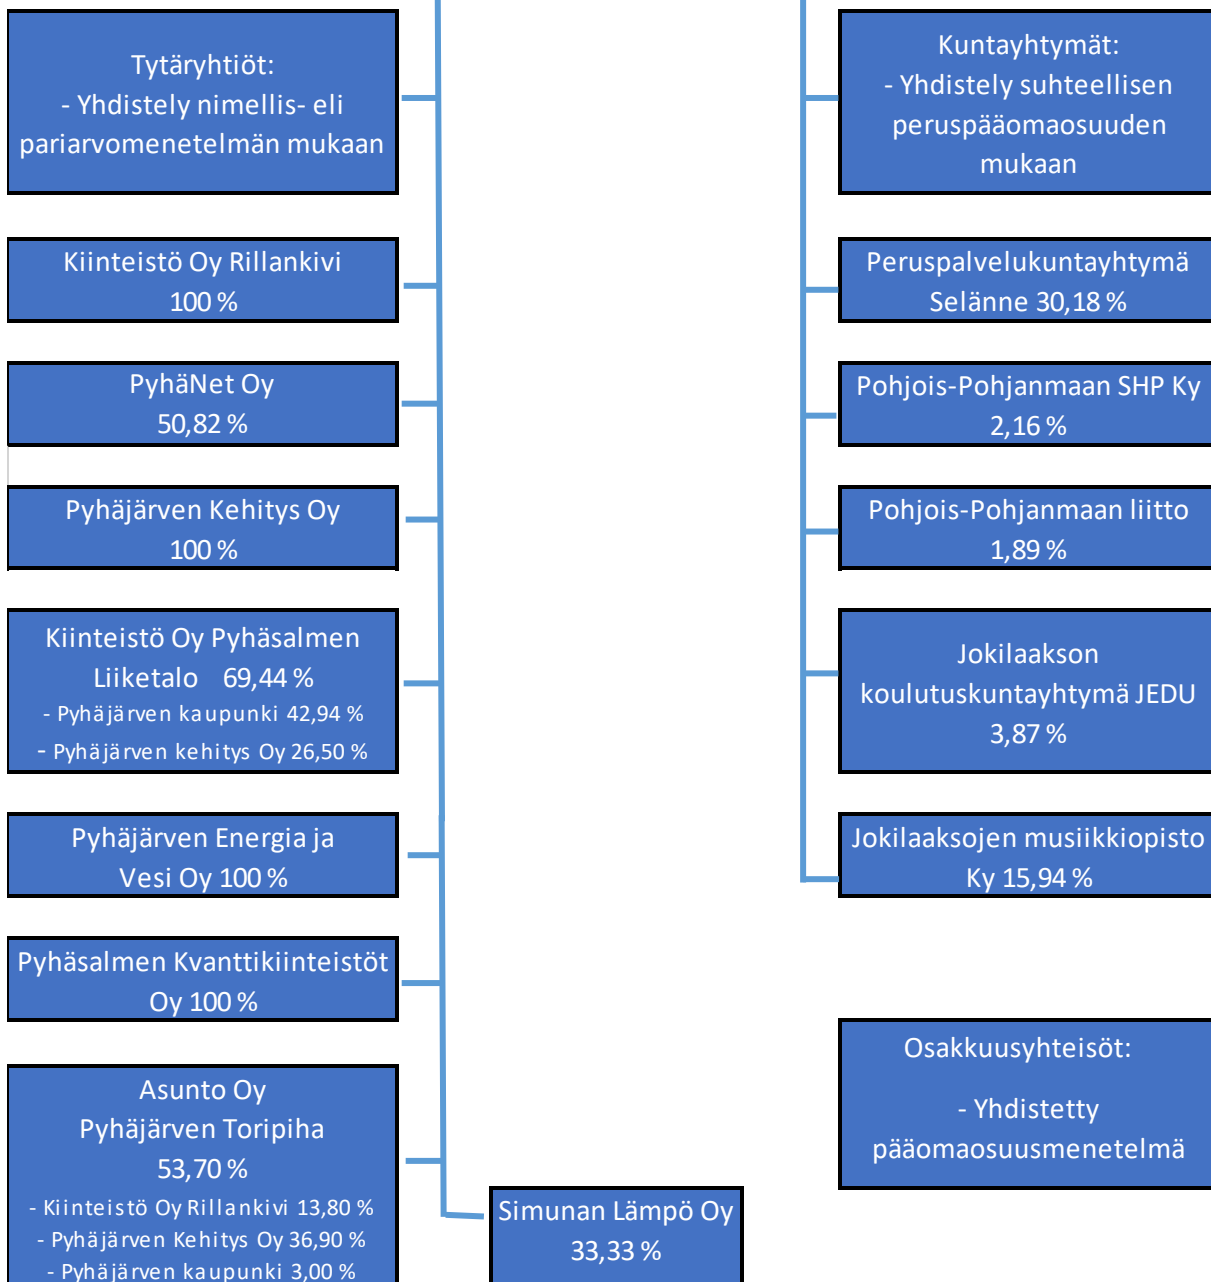 Tytäryhtiöt:
- Yhdistely nimellis- eli
pariarvomenetelmän mukaan
Kiinteistö Oy Rillankivi
100 %
PyhäNet Oy
50,82 %
Pyhäjärven Kehitys Oy
100 %
Kiinteistö Oy Pyhäsalmen
Liiketalo 69,44 %
- Pyhäjärven kaupunki 42,94 %
- Pyhäjärven kehitys Oy 26,50 %
Pyhäjärven Energia ja
Vesi Oy 100 %
Pyhäsalmen Kvanttikiinteistöt
Oy 100 %
Asunto Oy
Pyhäjärven Toripiha
53,70 %
- Kiinteistö Oy Rillankivi 13,80 %
- Pyhäjärven Kehitys Oy 36,90 %
- Pyhäjärven kaupunki 3,00 %
Simunan Lämpö Oy
33,33 %
Kuntayhtymät:
- Yhdistely suhteellisen
peruspääomaosuuden
mukaan
Peruspalvelukuntayhtymä
Selänne 30,18 %
Pohjois-Pohjanmaan SHP Ky
2,16 %
Pohjois-Pohjanmaan liitto
1,89 %
Jokilaakson
koulutuskuntayhtymä JEDU
3,87 %
Jokilaaksojen musiikkiopisto
Ky 15,94 %
Osakkuusyhteisöt:
- Yhdistetty
pääomaosuusmenetelmä